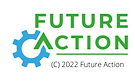 FUTURE
ACTION
(C) 2022 Future Action